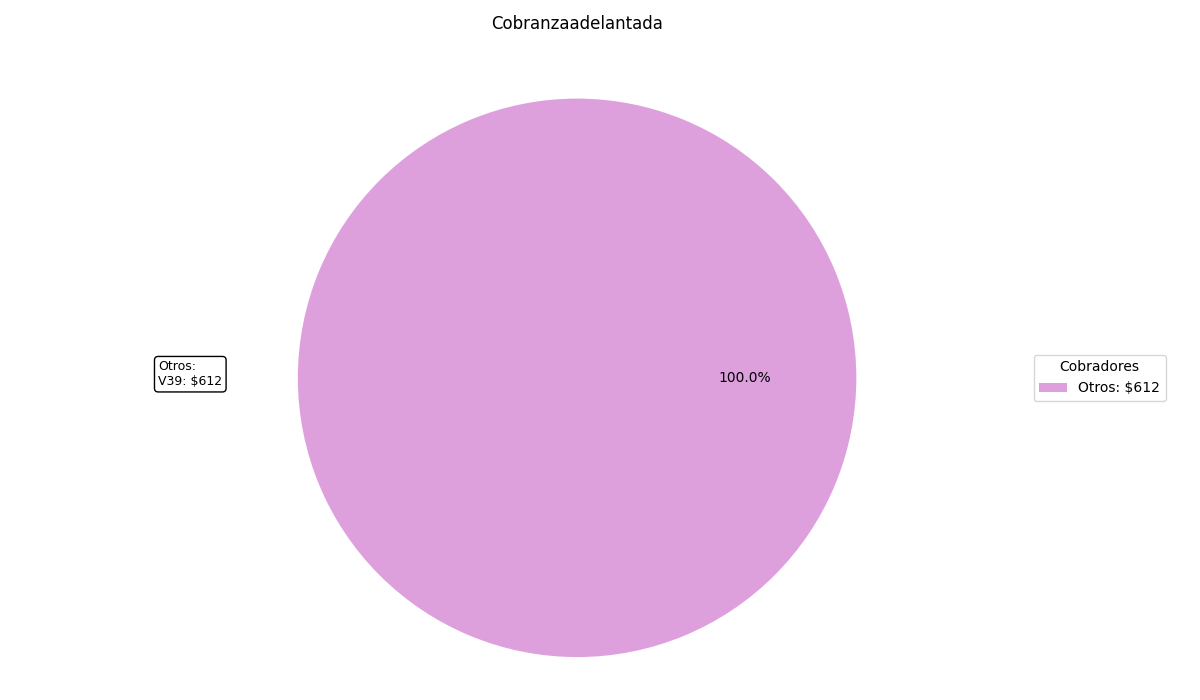 Cobranzaadelantada
Otros:
V39: $612
100.0%
Cobradores
Otros: $612